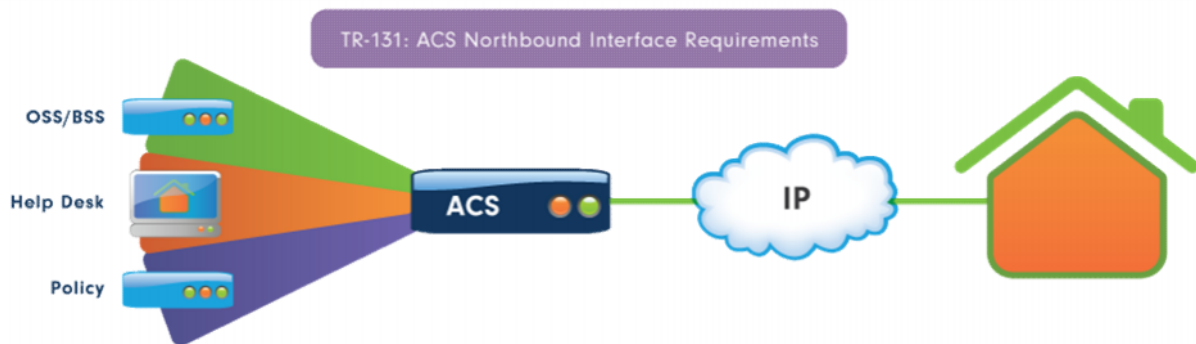 TR-131: ACS Northbound Interface Requirements
OSS/BSS
Help Desk
ACS
IP
Policy